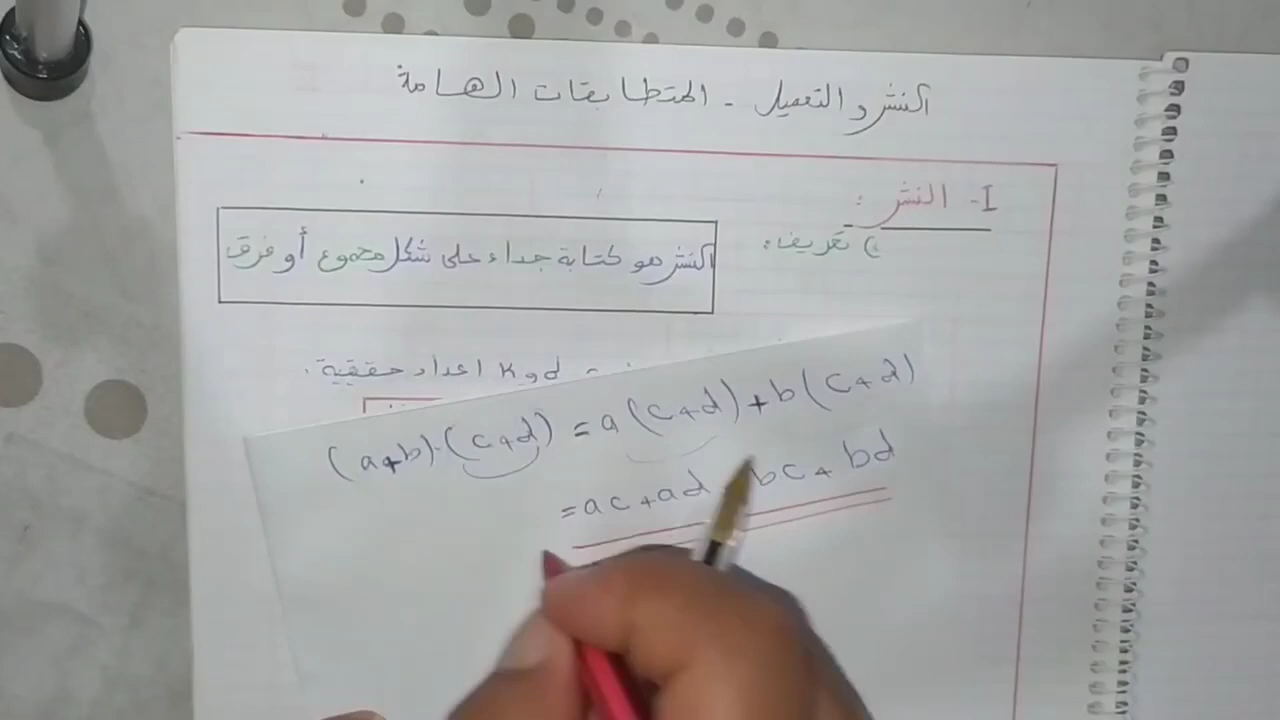 النشر والتعميل - المتطابقات الهامة
I- النشر :
1) تعريف:
النشر هو كتابة جداء على شكل مجموع أو فرق
d و k اعداد حقيقية .
(a+b).(c+d) = a(c+d)+b(c+d)
=ac+ad bc+bd